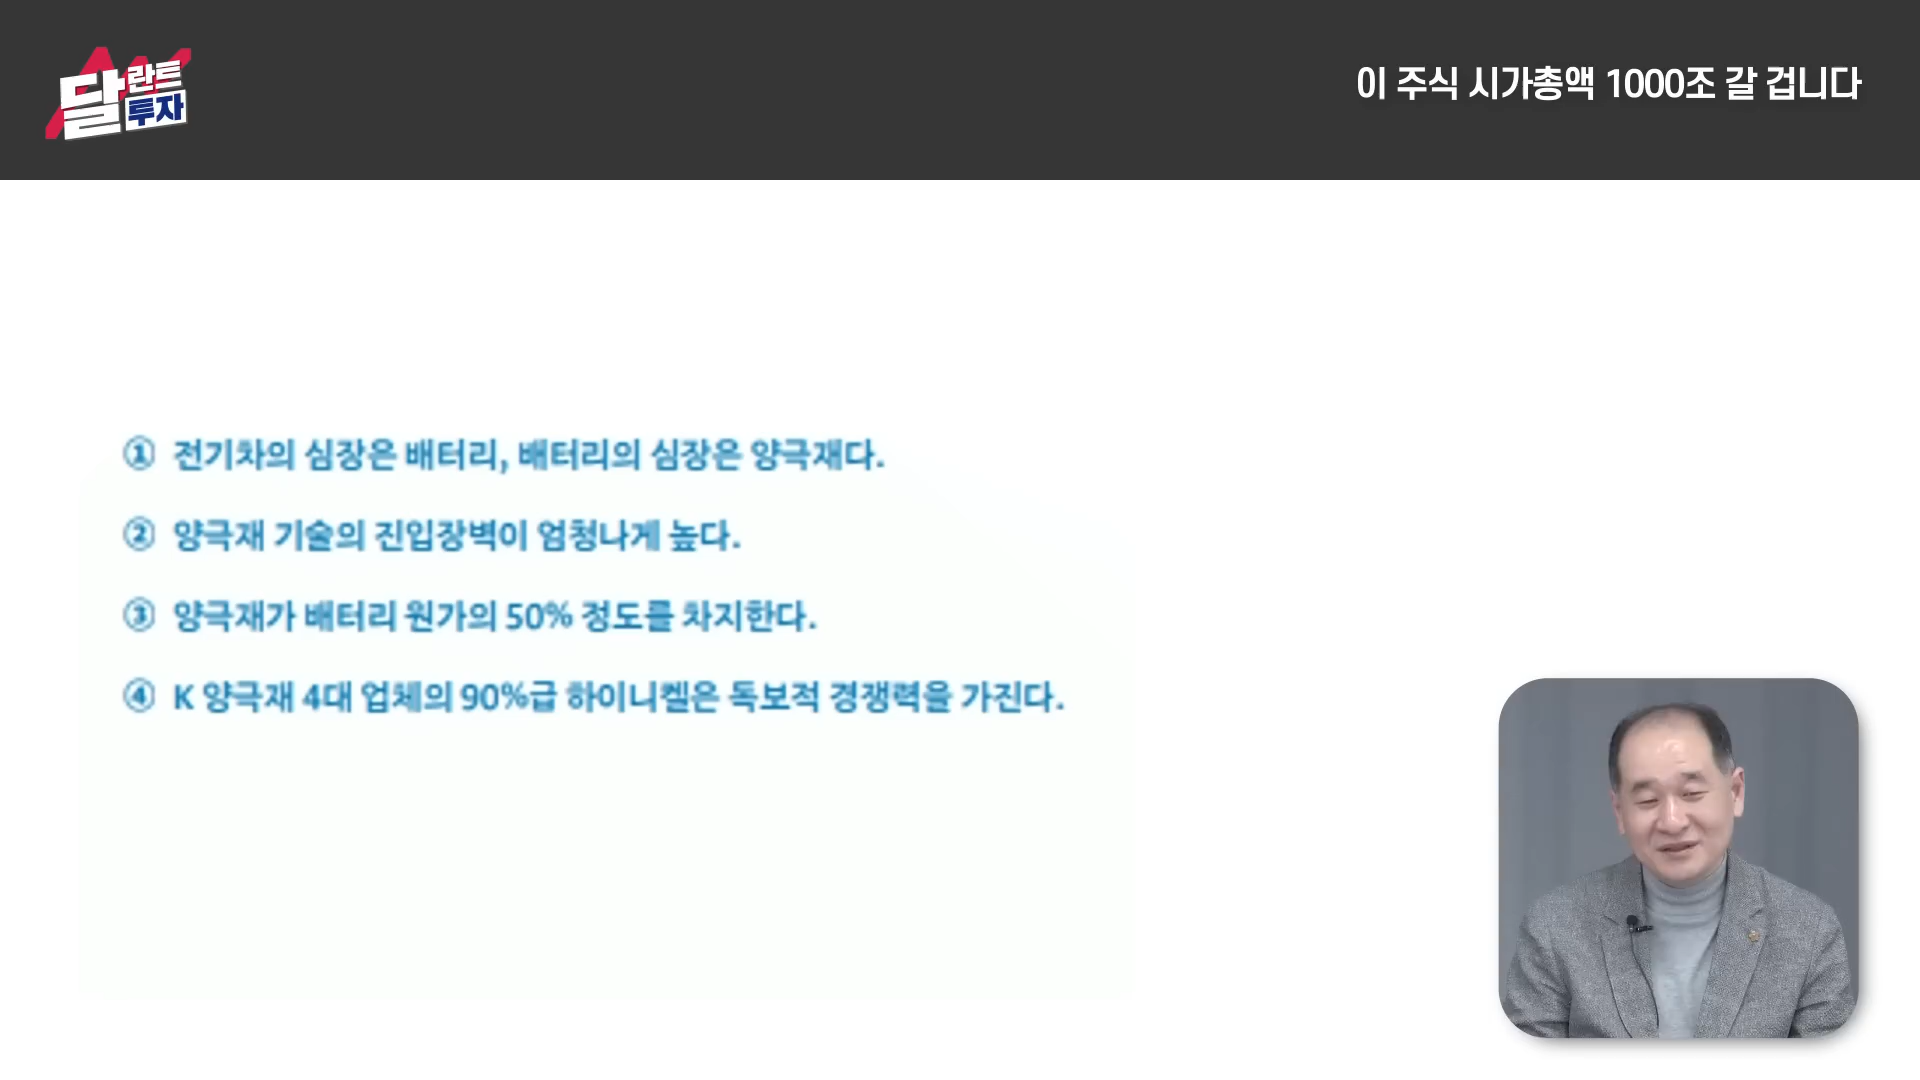 달란트
투자
이 주식 시가총액 1000조 갈 겁니다
① 전기차의 심장은 배터리, 배터리의 심장은 양극재다.
② 양극재 기술의 진입장벽이 엄청나게 높다.
③ 양극재가 배터리 원가의 50% 정도를 차지한다.
④ K 양극재 4대 업체의 90%급 하이니켈은 독보적 경쟁력을 가진다.